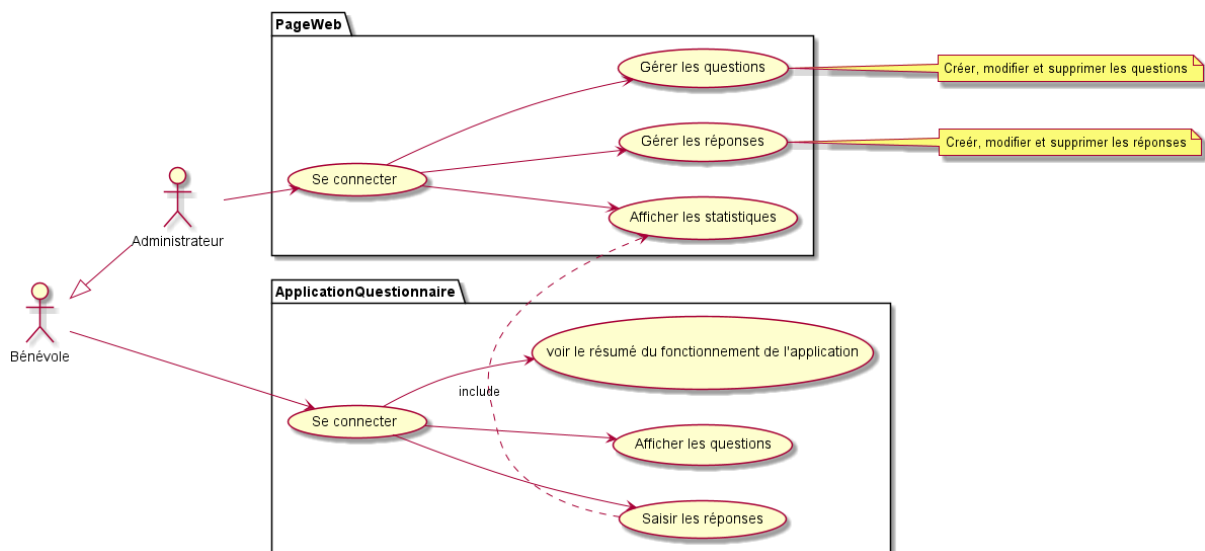 PageWeb
Gérer les questions
Créer, modifier et supprimer les questions
Gérer les réponses
Creér, modifier et supprimer les réponses
Se connecter
Afficher les statistiques
Administrateur
ApplicationQuestionnaire
Bénévole
voir le résumé du fonctionnement de l'application
include
Se connecter
Afficher les questions
Saisir les réponses